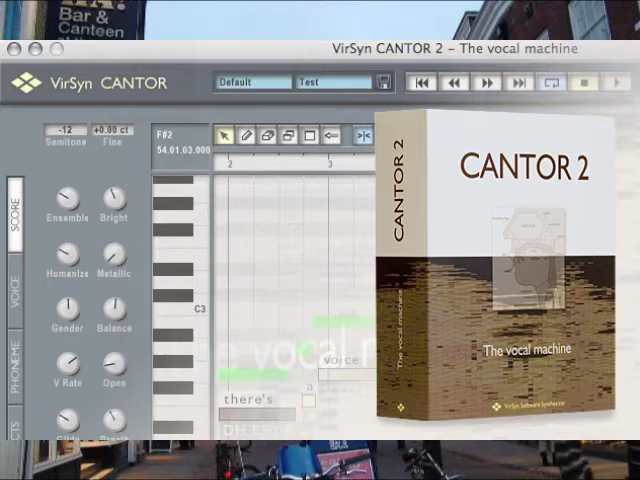 Bar &
Canteen
VirSyn CANTOR 2 – The vocal machine
VirSyn CANTOR
Default
Test
-12
+0.00 ct
Semitone
Fine
F#2
54.01.03.000
2
3
SCORE
VOICE
PHONEME
Ensemble
Bright
Humanize
Metallic
Gender
Balance
V Rate
Open
C3
vocal
voice
a
there's
CANTOR 2
CANTOR 2
The vocal machine
The vocal machine
VirSyn Software Synthesizer